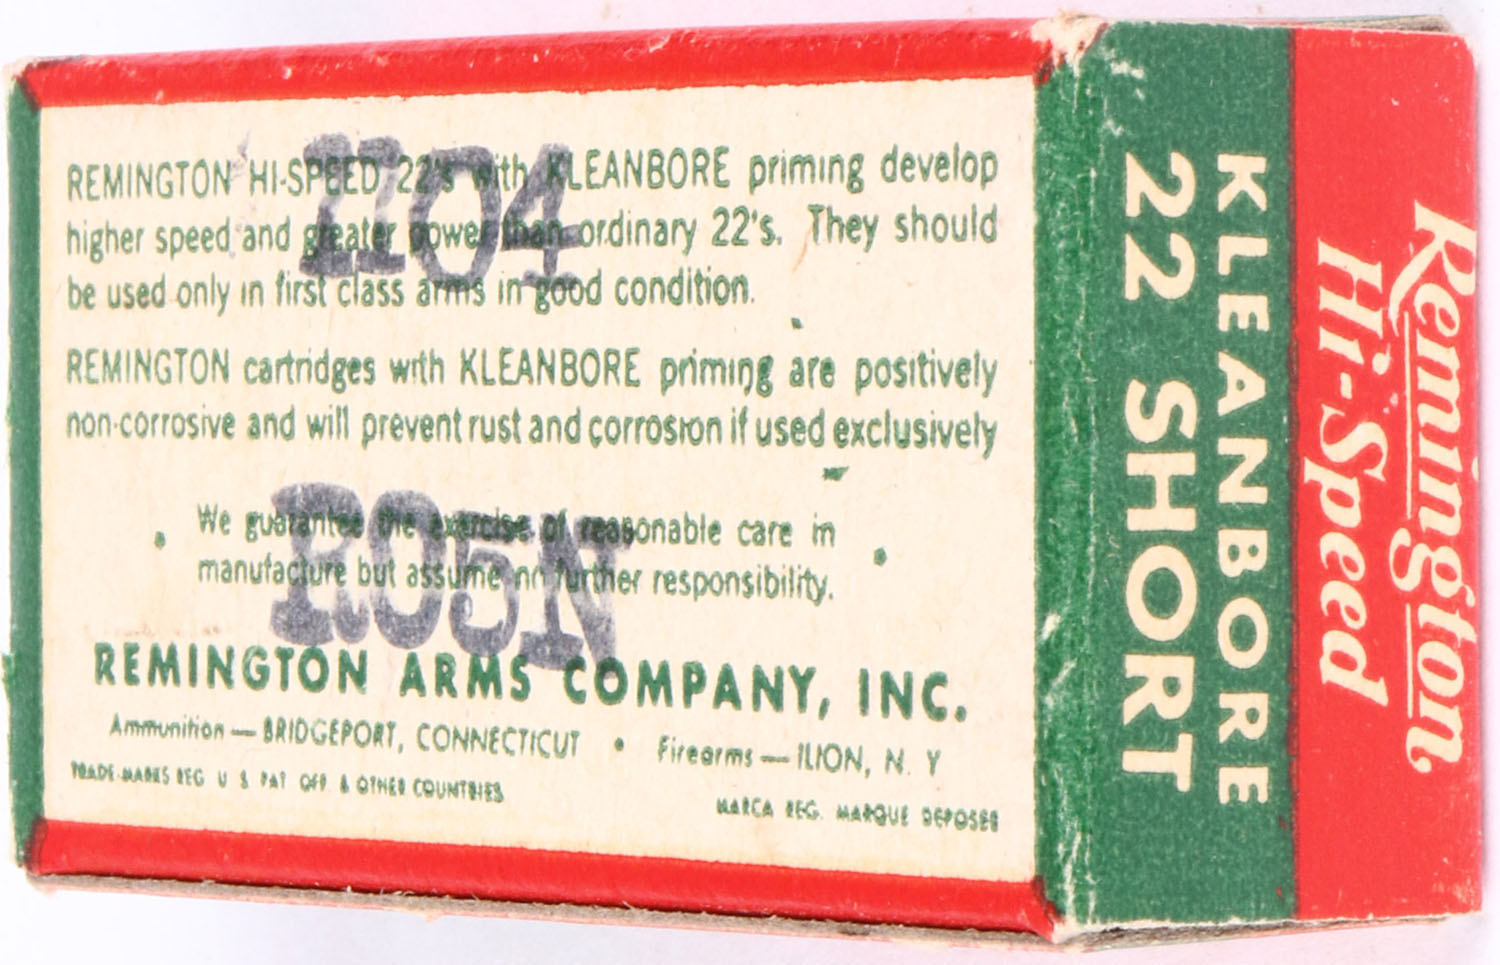 REMINGTON HI-SPEED 22's with KLEANBORE priming develop
higher speed and greater power than ordinary 22's. They should
be used only in first class arms in good condition.
REMINGTON cartridges with KLEANBORE priming are positively
non-corrosive and will prevent rust and corrosion if used exclusively
We guarantee the exercise of reasonable care in
manufacture but assume no further responsibility.
REMINGTON ARMS COMPANY, INC.
Ammunition — BRIDGEPORT, CONNECTICUT • Firearms — ILION, N. Y
TRADE-MARKS REG U S PAT OFF & OTHER COUNTRIES
MARCA REG. MARQUE DEPOSEE
1104
R05N
Remington
Hi-Speed
KLEANBORE
22 SHORT